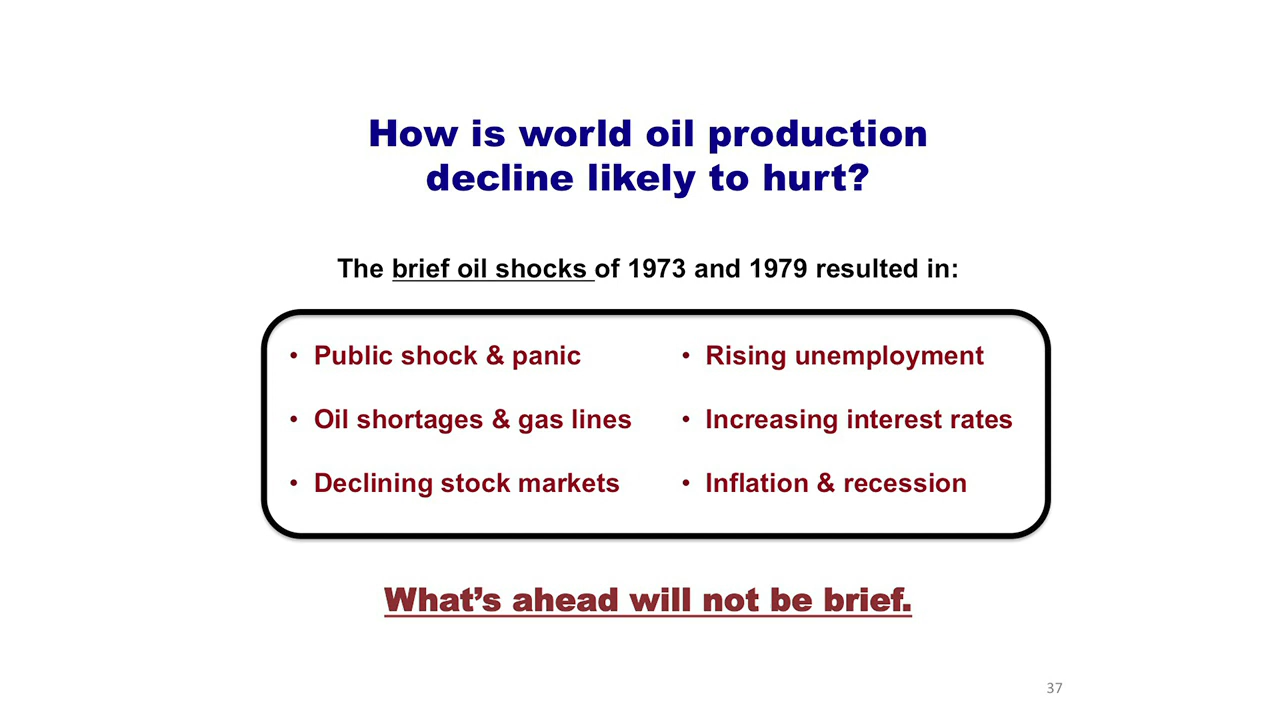 How is world oil production
decline likely to hurt?
The brief oil shocks of 1973 and 1979 resulted in:
• Public shock & panic
• Oil shortages & gas lines
• Declining stock markets
• Rising unemployment
• Increasing interest rates
• Inflation & recession
What’s ahead will not be brief.
37